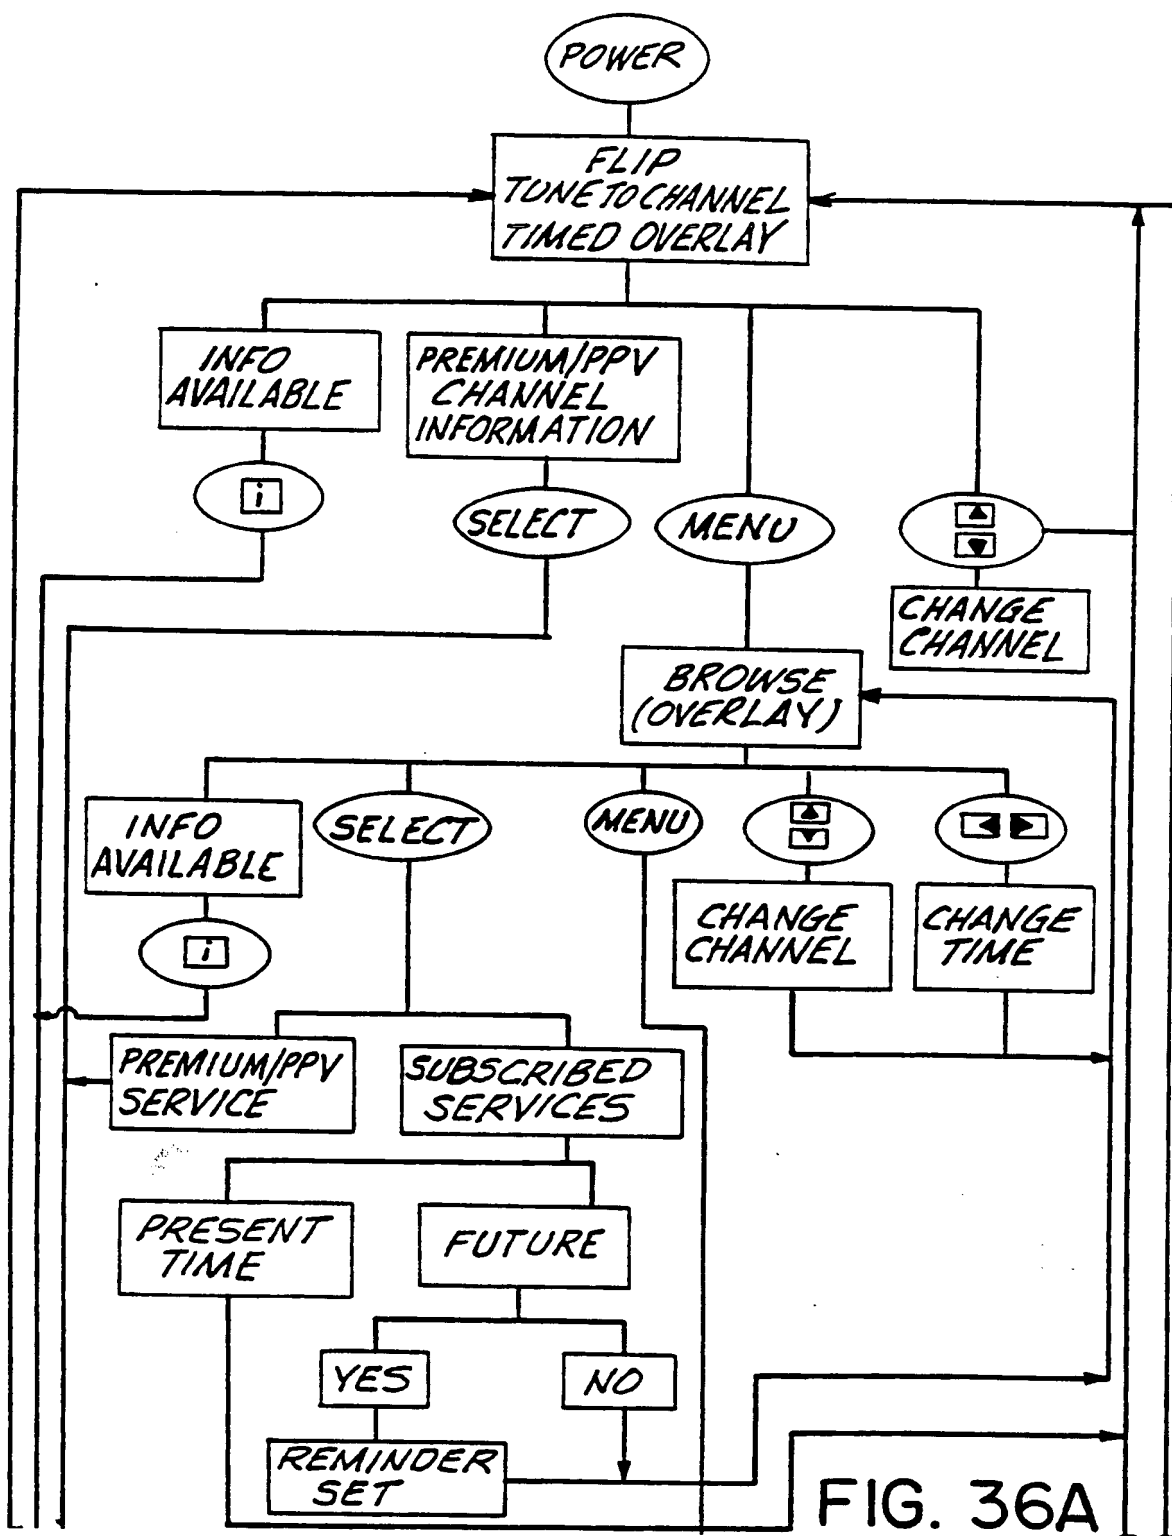 POWER
FLIP
TUNE TO CHANNEL
TIMED OVERLAY
INFO
AVAILABLE
PREMIUM/PPV
CHANNEL
INFORMATION
i
SELECT
MENU
CHANGE
CHANNEL
BROWSE
(OVERLAY)
INFO
AVAILABLE
SELECT
MENU
CHANGE
CHANNEL
CHANGE
TIME
i
PREMIUM/PPV
SERVICE
SUBSCRIBED
SERVICES
PRESENT
TIME
FUTURE
YES
NO
REMINDER
SET
FIG. 36A